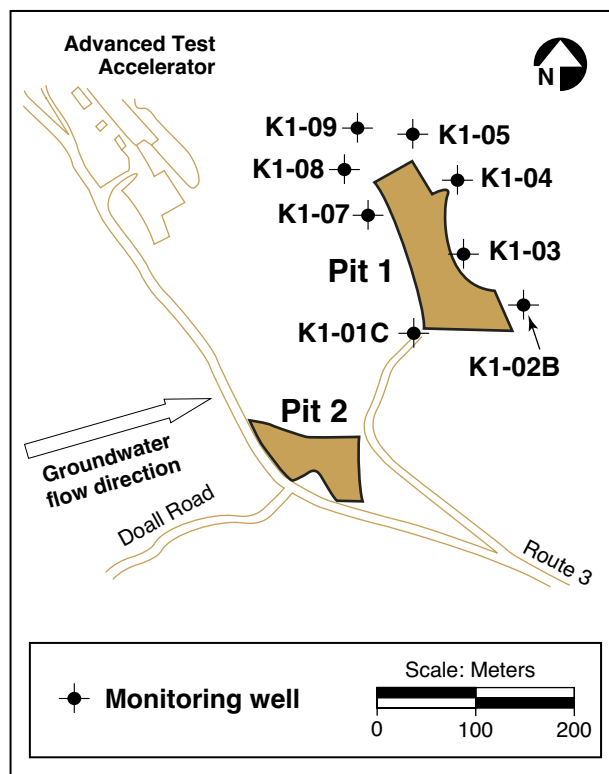 Advanced Test
Accelerator
N
K1-09
K1-05
K1-08
K1-04
K1-07
K1-03
Pit 1
K1-01C
K1-02B
Pit 2
Groundwater
flow direction
Doall Road
Route 3
Monitoring well
Scale: Meters
0 100 200